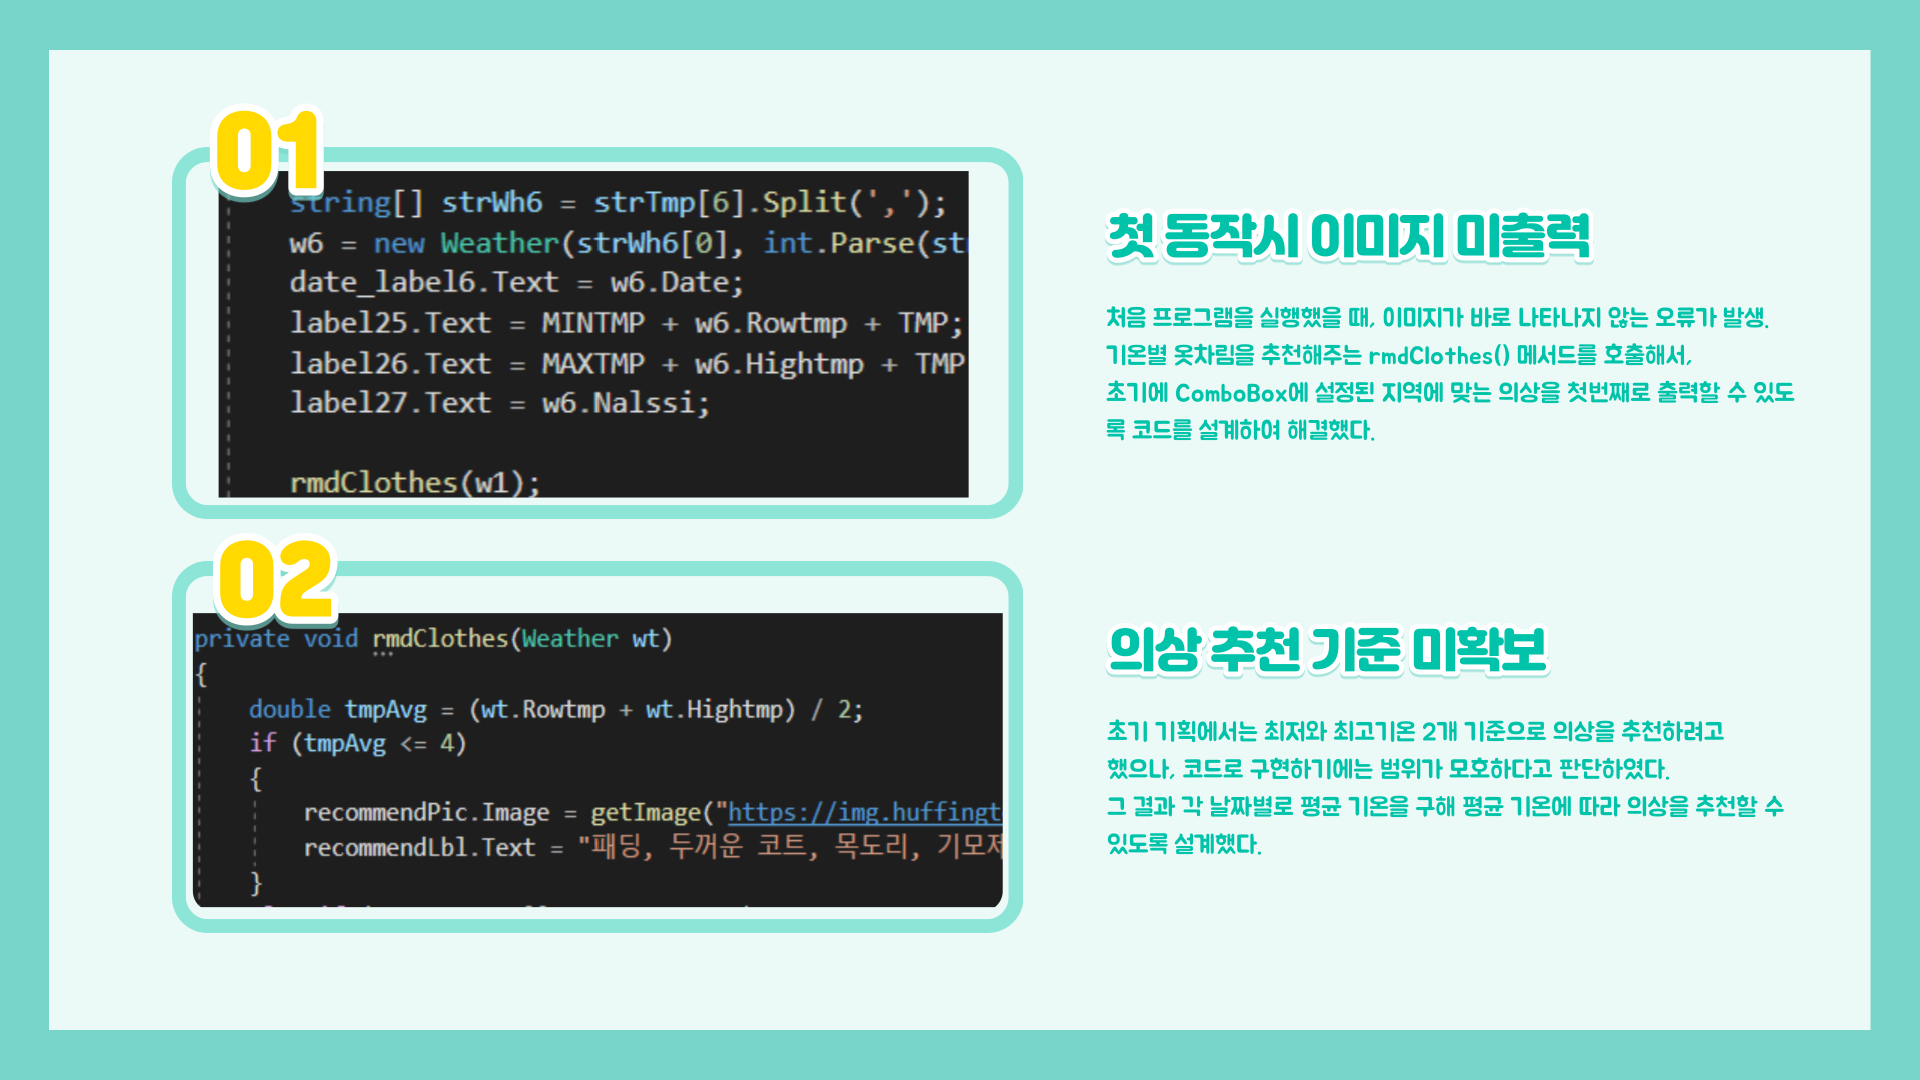 01
string[] strWh6 = strTmp[6].Split(',');
w6 = new Weather(strWh6[0], int.Parse(str
date_label6.Text = w6.Date;
label25.Text = MINTMP + w6.Rowtmp + TMP;
label26.Text = MAXTMP + w6.Hightmp + TMP
label27.Text = w6.Nalssi;
rmdClothes(w1);
첫 동작시 이미지 미출력
처음 프로그램을 실행했을 때, 이미지가 바로 나타나지 않는 오류가 발생.
기온별 옷차림을 추천해주는 rmdClothes() 메서드를 호출해서,
초기에 ComboBox에 설정된 지역에 맞는 의상을 첫번째로 출력할 수 있도
록 코드를 설계하여 해결했다.
02
private void rmdClothes(Weather wt)
{
double tmpAvg = (wt.Rowtmp + wt.Hightmp) / 2;
if (tmpAvg <= 4)
{
recommendPic.Image = getImage("https://img.huffingt
recommendLbl.Text = "패딩, 두꺼운 코트, 목도리, 기모제
}
의상 추천 기준 미확보
초기 기획에서는 최저와 최고기온 2개 기준으로 의상을 추천하려고
했으나, 코드로 구현하기에는 범위가 모호하다고 판단하였다.
그 결과 각 날짜별로 평균 기온을 구해 평균 기온에 따라 의상을 추천할 수
있도록 설계했다.